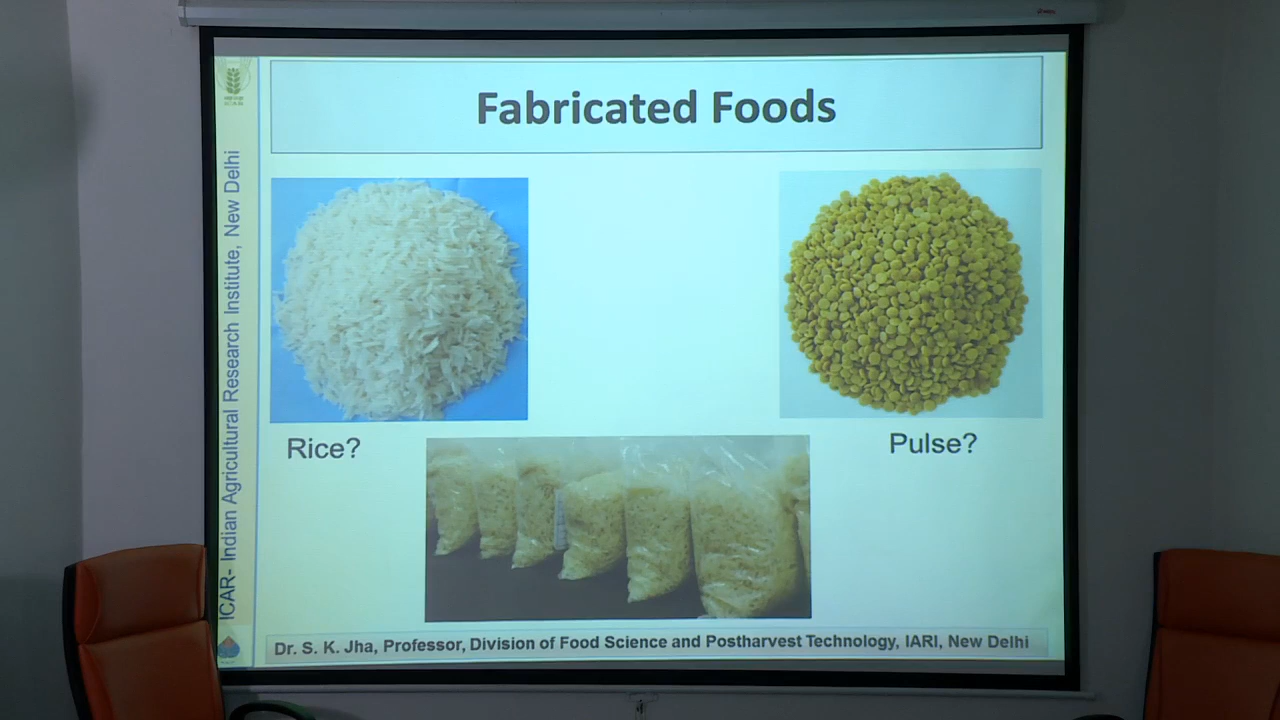 Fabricated Foods
ICAR- Indian Agricultural Research Institute, New Delhi
Rice?
Pulse?
Dr. S. K. Jha, Professor, Division of Food Science and Postharvest Technology, IARI, New Delhi